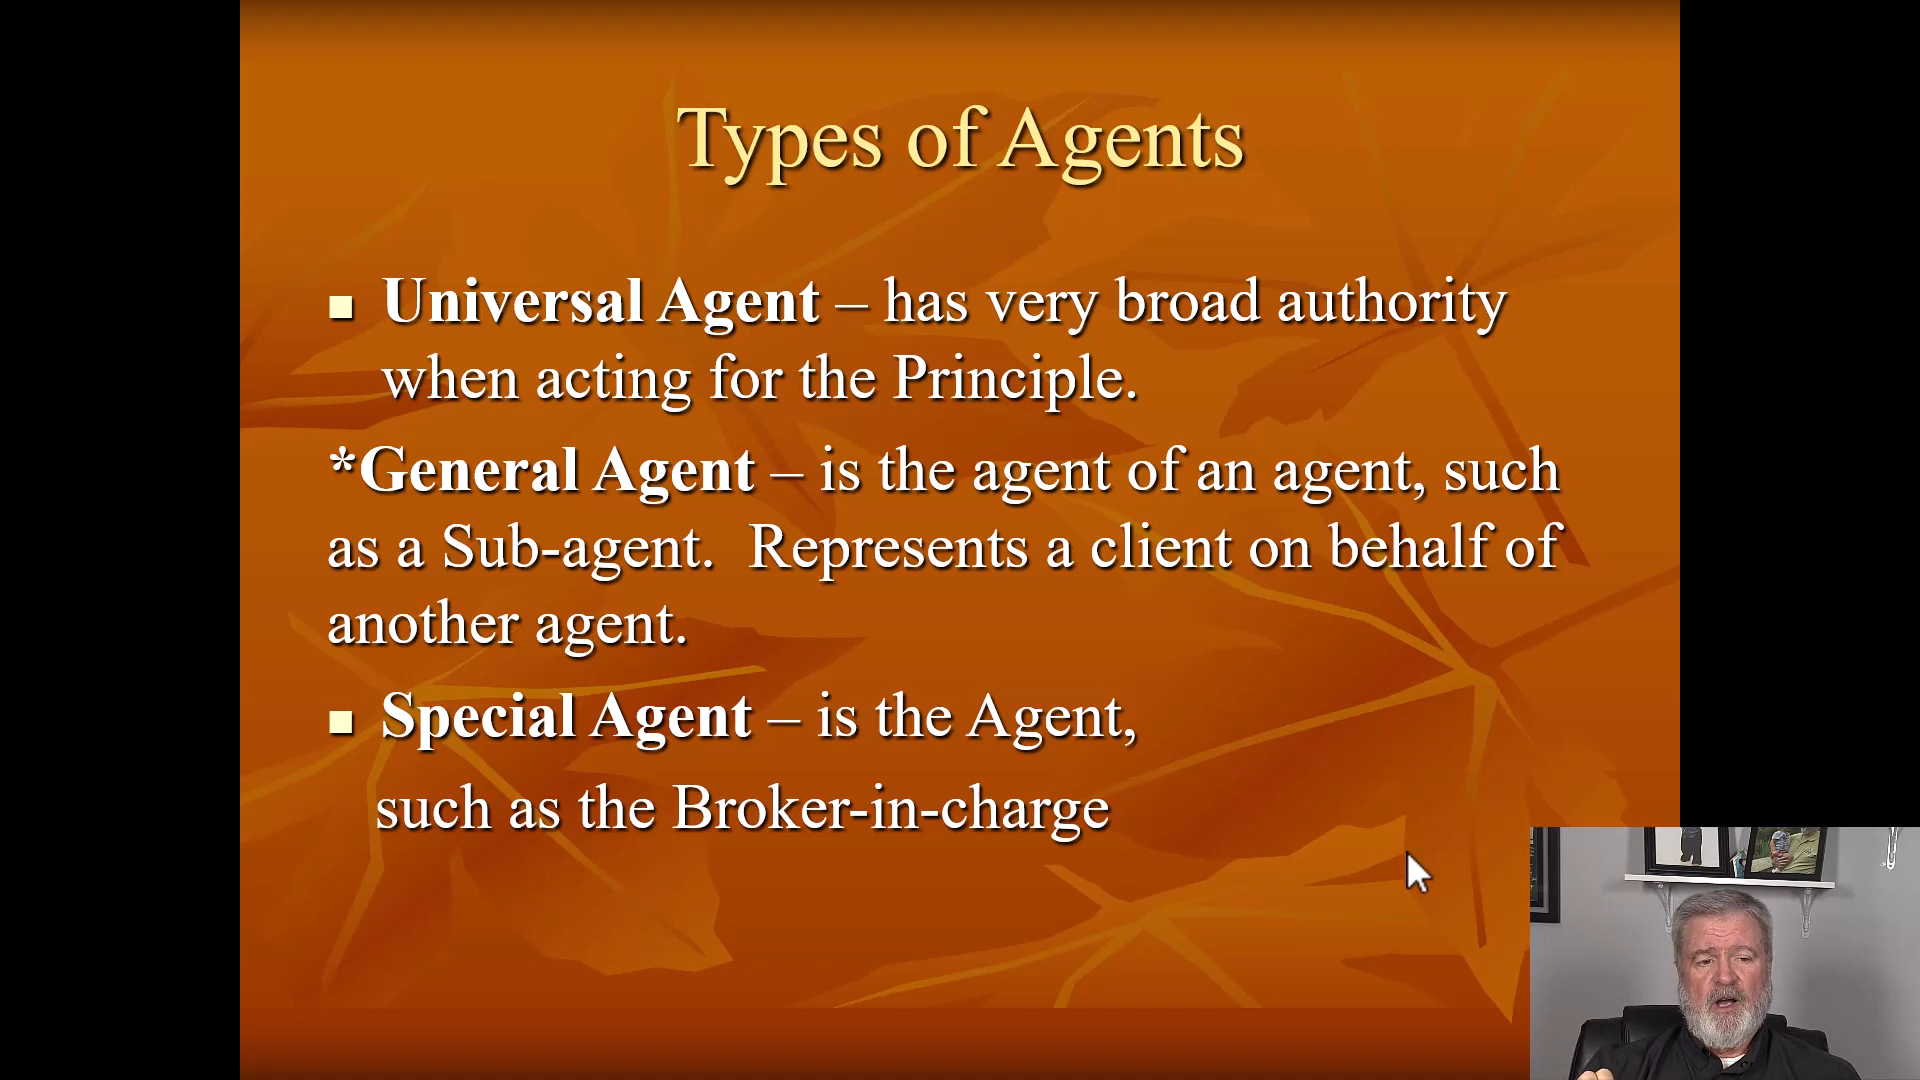 Types of Agents
Universal Agent – has very broad authority
when acting for the Principle.
*General Agent – is the agent of an agent, such
as a Sub-agent.  Represents a client on behalf of
another agent.
Special Agent – is the Agent,
such as the Broker-in-charge